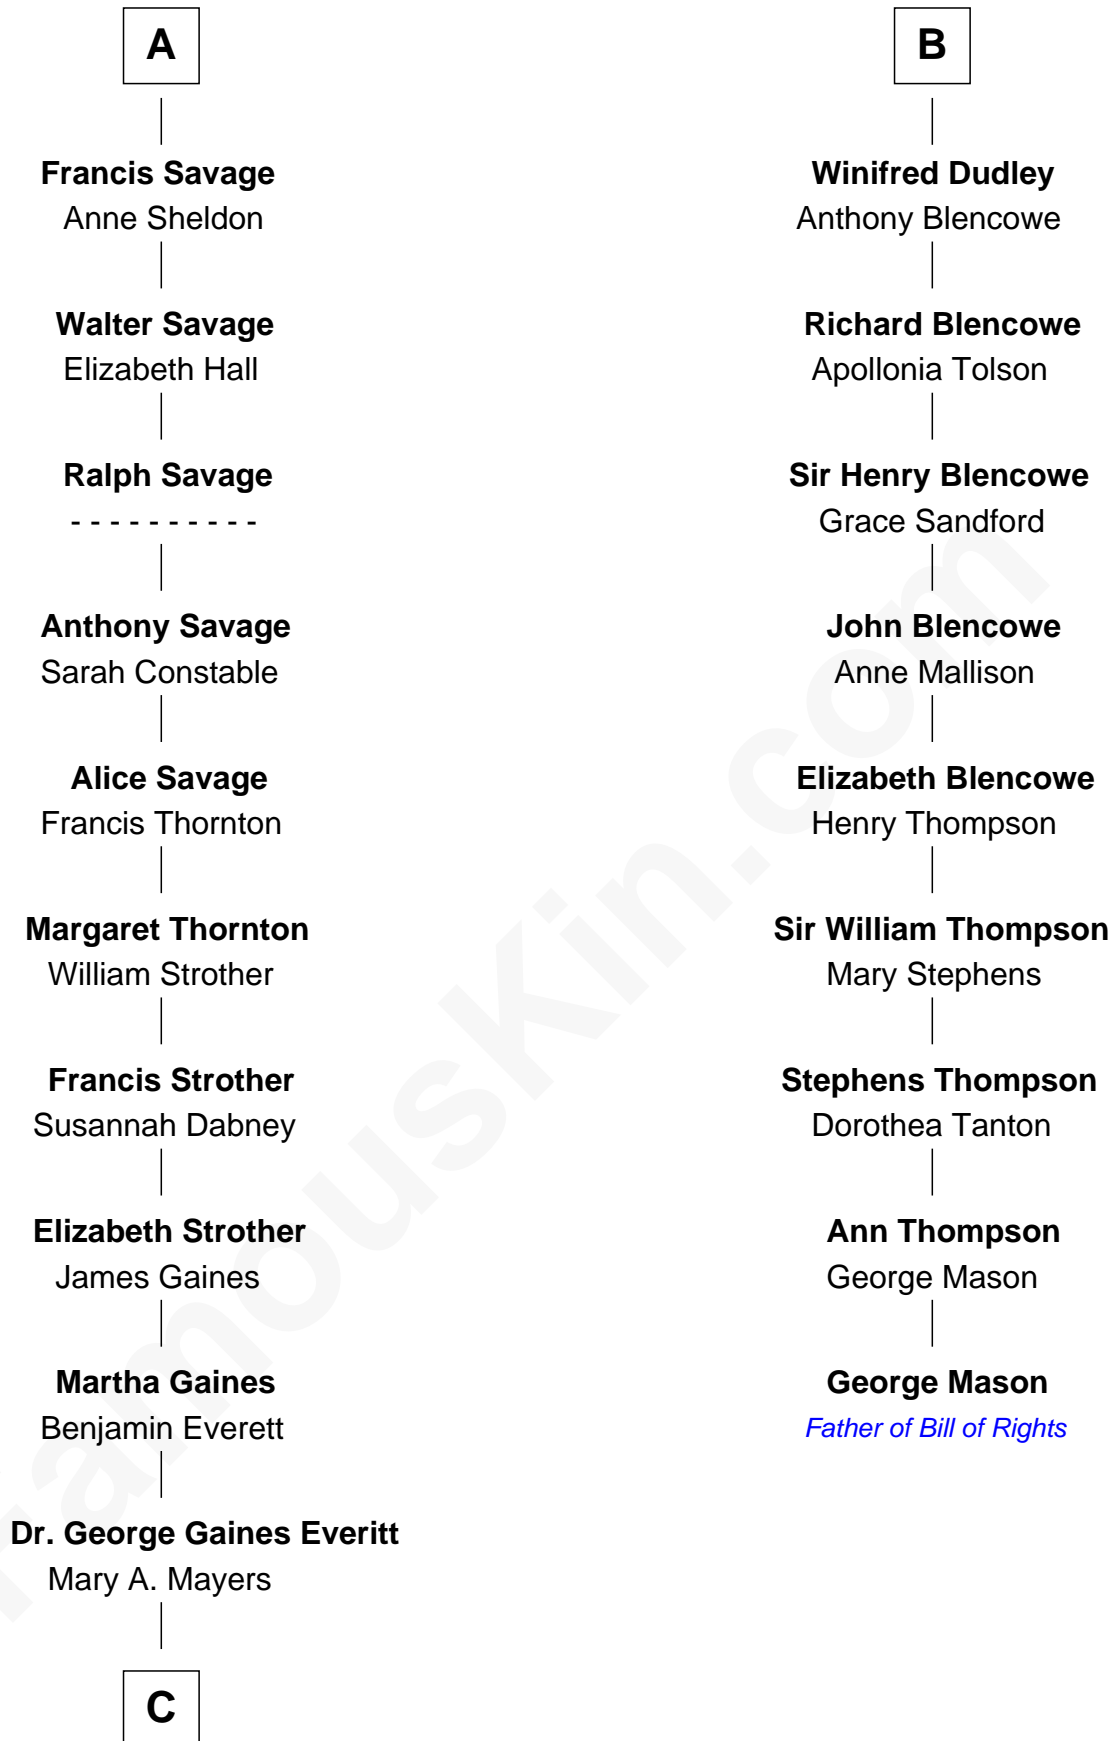 A
Francis Savage
Anne Sheldon
Walter Savage
Elizabeth Hall
Ralph Savage
- - - - - - - - - -
Anthony Savage
Sarah Constable
Alice Savage
Francis Thornton
Margaret Thornton
William Strother
Francis Strother
Susannah Dabney
Elizabeth Strother
James Gaines
Martha Gaines
Benjamin Everett
Dr. George Gaines Everitt
Mary A. Mayers
C
B
Winifred Dudley
Anthony Blencowe
Richard Blencowe
Apollonia Tolson
Sir Henry Blencowe
Grace Sandford
John Blencowe
Anne Mallison
Elizabeth Blencowe
Henry Thompson
Sir William Thompson
Mary Stephens
Stephens Thompson
Dorothea Tanton
Ann Thompson
George Mason
George Mason
Father of Bill of Rights
FamousKin.com